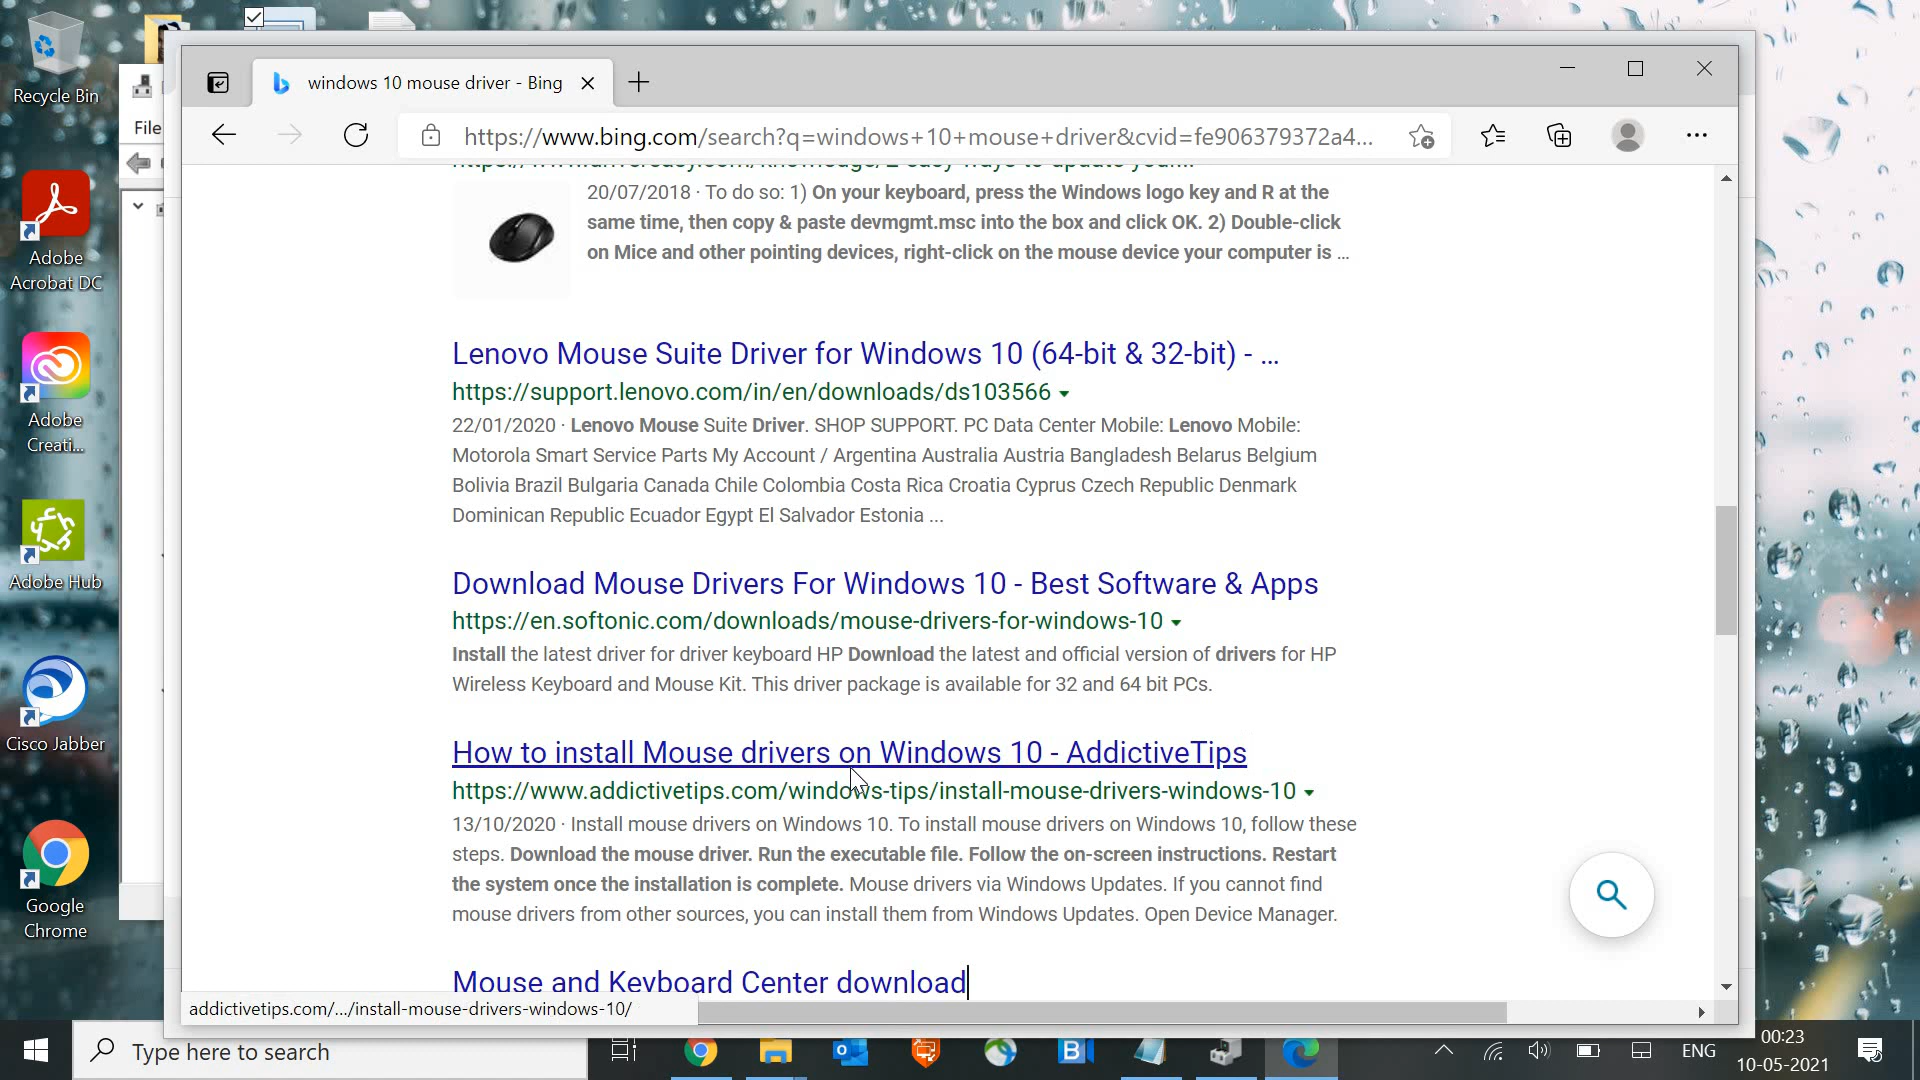 Recycle Bin
Adobe
Acrobat DC
Adobe
Creati...
Adobe Hub
Cisco Jabber
Google
Chrome
File
windows 10 mouse driver - Bing
https://www.bing.com/search?q=windows+10+mouse+driver&cvid=fe906379372a4...
20/07/2018 · To do so: 1) On your keyboard, press the Windows logo key and R at the
same time, then copy & paste devmgmt.msc into the box and click OK. 2) Double-click
on Mice and other pointing devices, right-click on the mouse device your computer is ...
Lenovo Mouse Suite Driver for Windows 10 (64-bit & 32-bit) - ...
https://support.lenovo.com/in/en/downloads/ds103566
22/01/2020 · Lenovo Mouse Suite Driver. SHOP SUPPORT. PC Data Center Mobile: Lenovo Mobile:
Motorola Smart Service Parts My Account / Argentina Australia Austria Bangladesh Belarus Belgium
Bolivia Brazil Bulgaria Canada Chile Colombia Costa Rica Croatia Cyprus Czech Republic Denmark
Dominican Republic Ecuador Egypt El Salvador Estonia ...
Download Mouse Drivers For Windows 10 - Best Software & Apps
https://en.softonic.com/downloads/mouse-drivers-for-windows-10
Install the latest driver for driver keyboard HP Download the latest and official version of drivers for HP
Wireless Keyboard and Mouse Kit. This driver package is available for 32 and 64 bit PCs.
How to install Mouse drivers on Windows 10 - AddictiveTips
https://www.addictivetips.com/windows-tips/install-mouse-drivers-windows-10
13/10/2020 · Install mouse drivers on Windows 10. To install mouse drivers on Windows 10, follow these
steps. Download the mouse driver. Run the executable file. Follow the on-screen instructions. Restart
the system once the installation is complete. Mouse drivers via Windows Updates. If you cannot find
mouse drivers from other sources, you can install them from Windows Updates. Open Device Manager.
Mouse and Keyboard Center download
addictivetips.com/.../install-mouse-drivers-windows-10/
Type here to search
ENG
00:23
10-05-2021